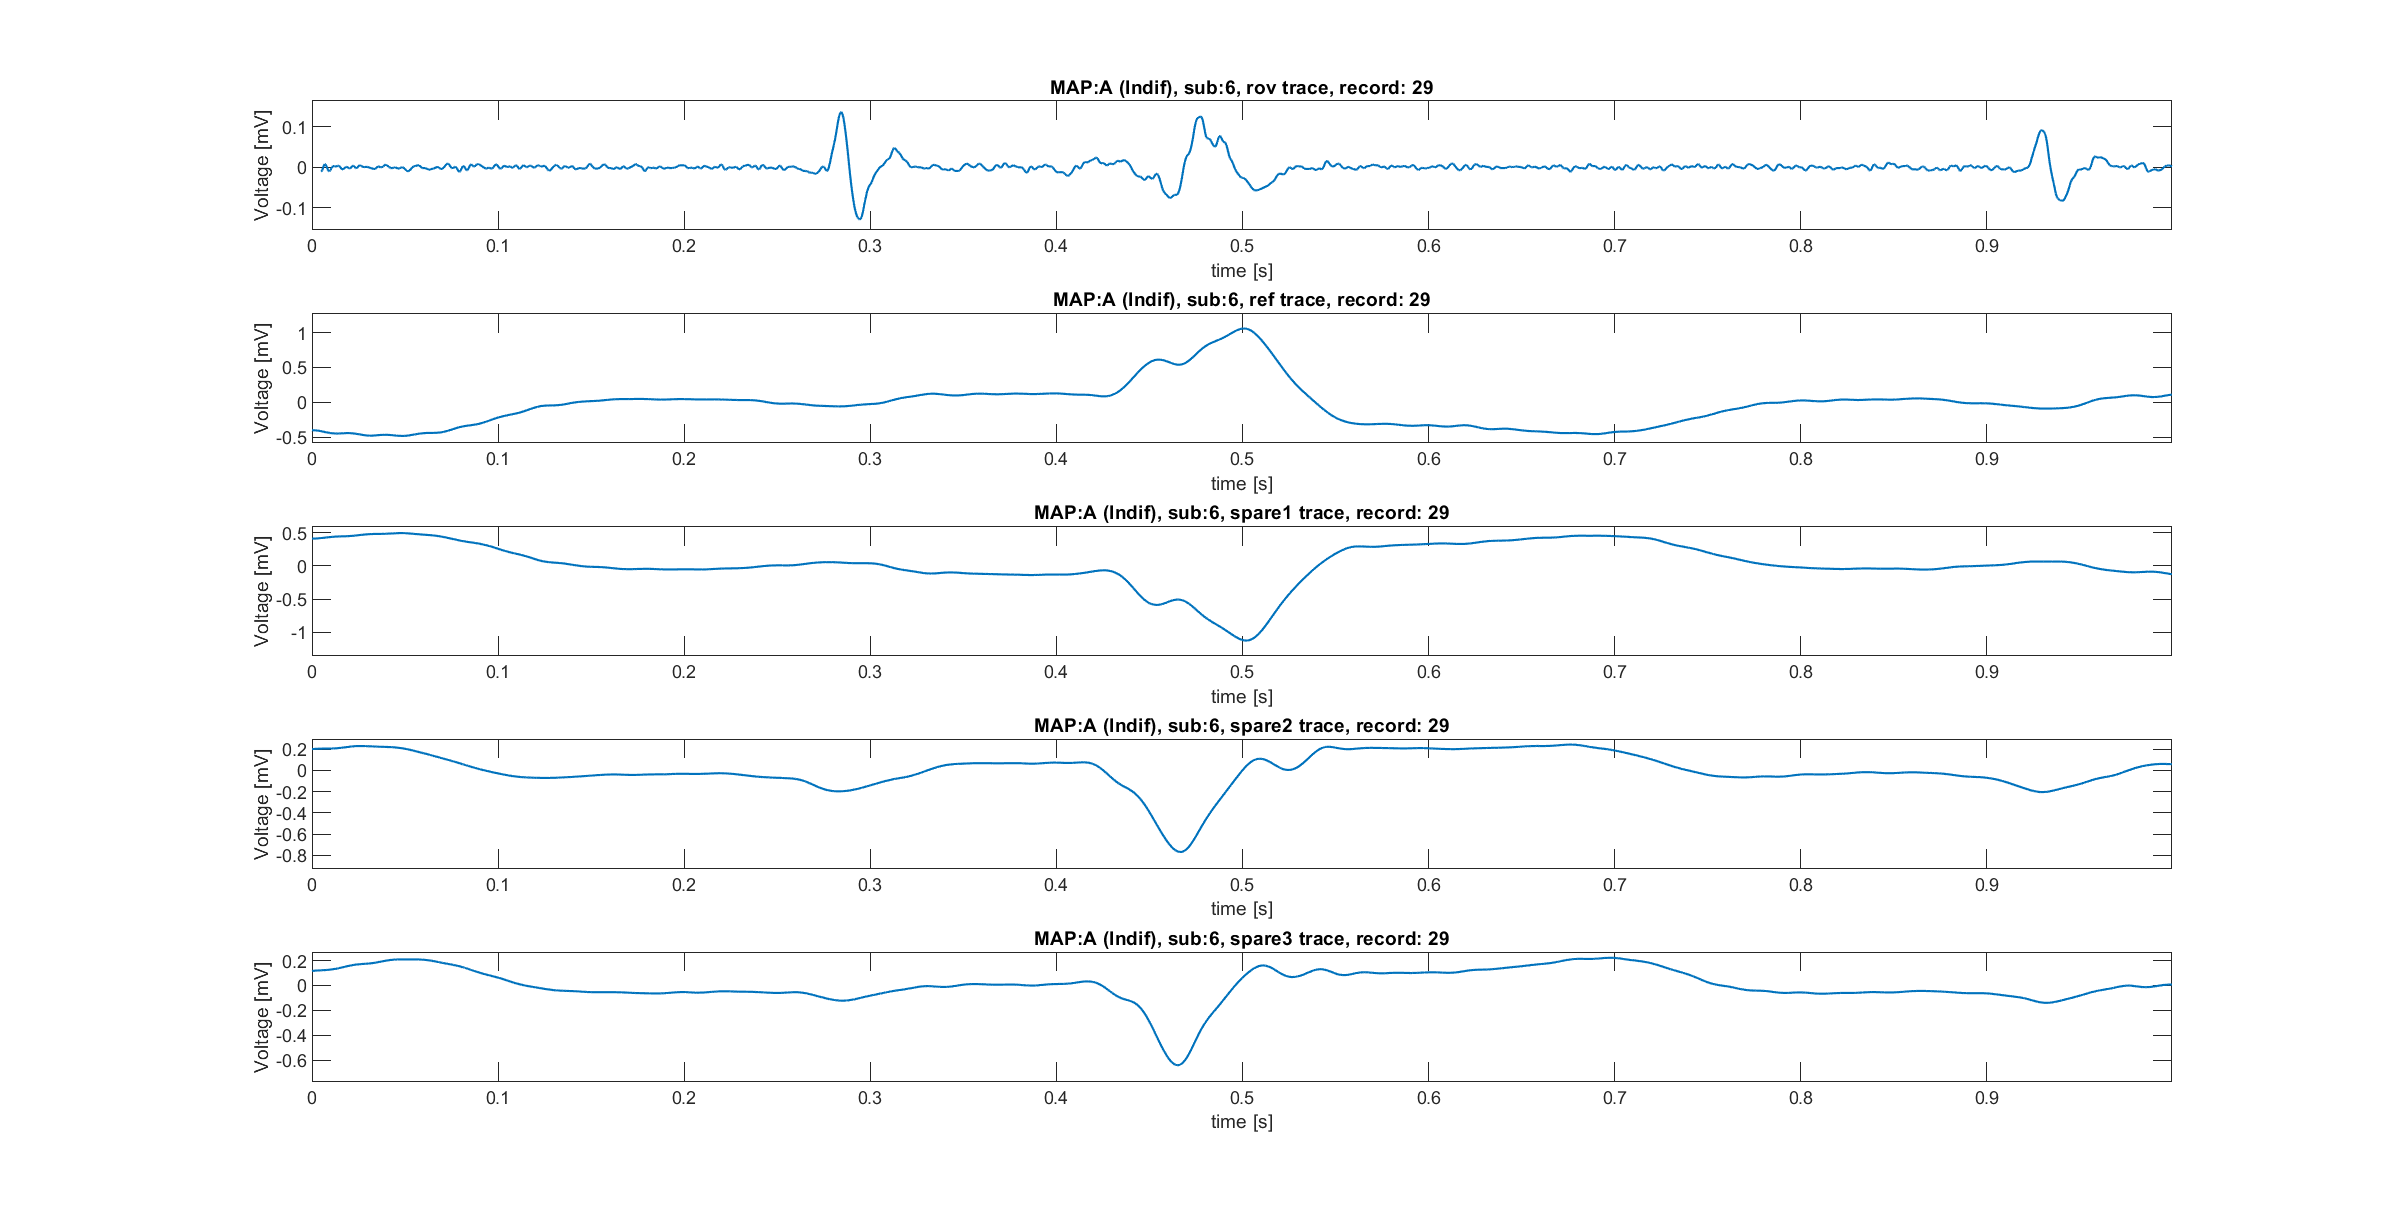 MAP:A (Indif), sub:6, rov trace, record: 29
Voltage [mV]
0.1
0
-0.1
0 0.1 0.2 0.3 0.4 0.5 0.6 0.7 0.8 0.9
time [s]
MAP:A (Indif), sub:6, ref trace, record: 29
Voltage [mV]
1
0.5
0
-0.5
0 0.1 0.2 0.3 0.4 0.5 0.6 0.7 0.8 0.9
time [s]
MAP:A (Indif), sub:6, spare1 trace, record: 29
Voltage [mV]
0.5
0
-0.5
-1
0 0.1 0.2 0.3 0.4 0.5 0.6 0.7 0.8 0.9
time [s]
MAP:A (Indif), sub:6, spare2 trace, record: 29
Voltage [mV]
0.2
0
-0.2
-0.4
-0.6
-0.8
0 0.1 0.2 0.3 0.4 0.5 0.6 0.7 0.8 0.9
time [s]
MAP:A (Indif), sub:6, spare3 trace, record: 29
Voltage [mV]
0.2
0
-0.2
-0.4
-0.6
0 0.1 0.2 0.3 0.4 0.5 0.6 0.7 0.8 0.9
time [s]